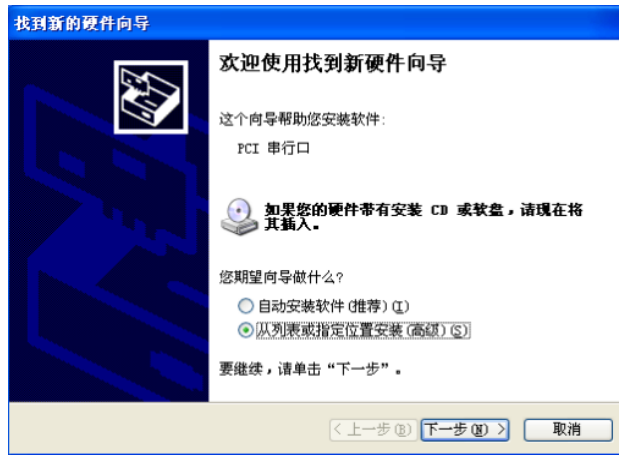 找到新的硬件向导
欢迎使用找到新硬件向导
这个向导帮助您安装软件:
PCI 串行口
如果您的硬件带有安装 CD 或软盘，请现在将
其插入。
您期望向导做什么?
自动安装软件(推荐)(I)
从列表或指定位置安装(高级)(S)
要继续，请单击“下一步”。
< 上一步(B) 下一步(N) > 取消